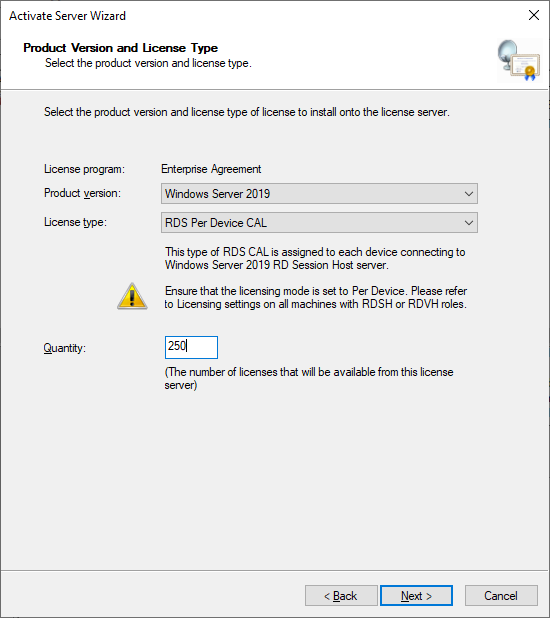 Activate Server Wizard
Product Version and License Type
Select the product version and license type.
Select the product version and license type of license to install onto the license server.
License program: Enterprise Agreement
Product version: Windows Server 2019
License type: RDS Per Device CAL
This type of RDS CAL is assigned to each device connecting to
Windows Server 2019 RD Session Host server.
Ensure that the licensing mode is set to Per Device. Please refer
to Licensing settings on all machines with RDSH or RDVH roles.
Quantity: 250
(The number of licenses that will be available from this license
server)
< Back Next > Cancel